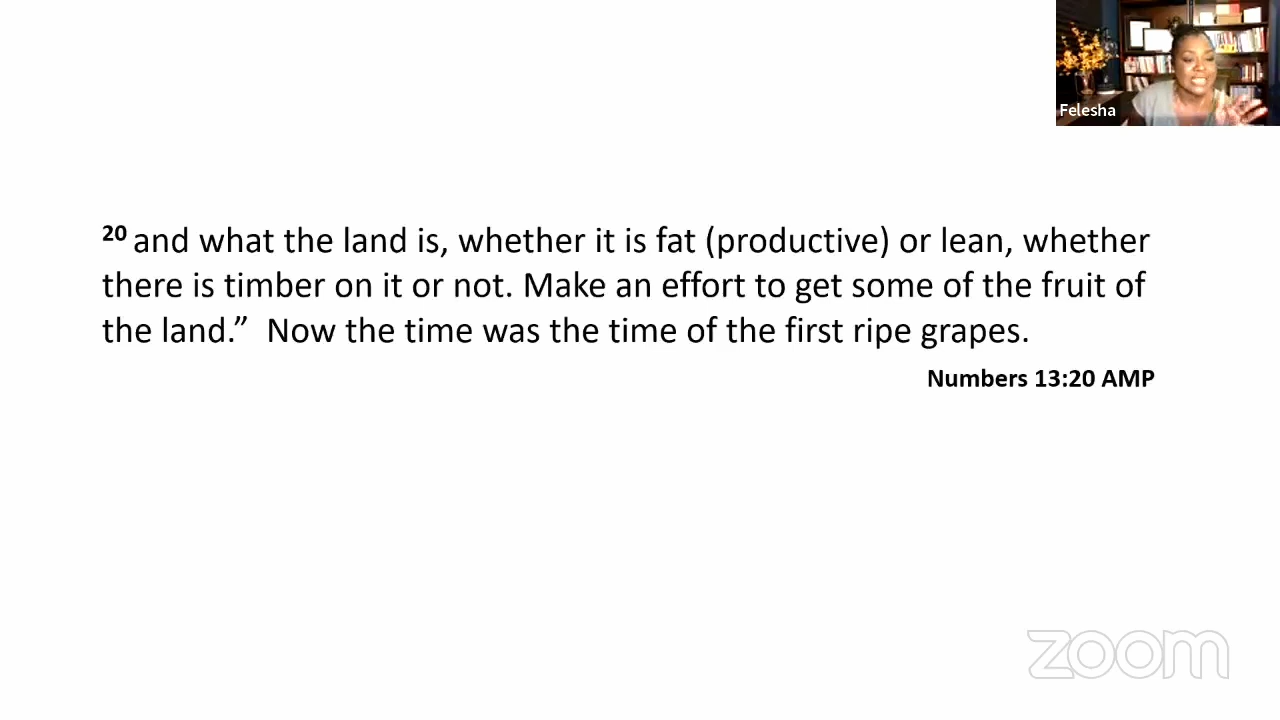 Felesha
20 and what the land is, whether it is fat (productive) or lean, whether
there is timber on it or not. Make an effort to get some of the fruit of
the land.”  Now the time was the time of the first ripe grapes.
Numbers 13:20 AMP
zoom